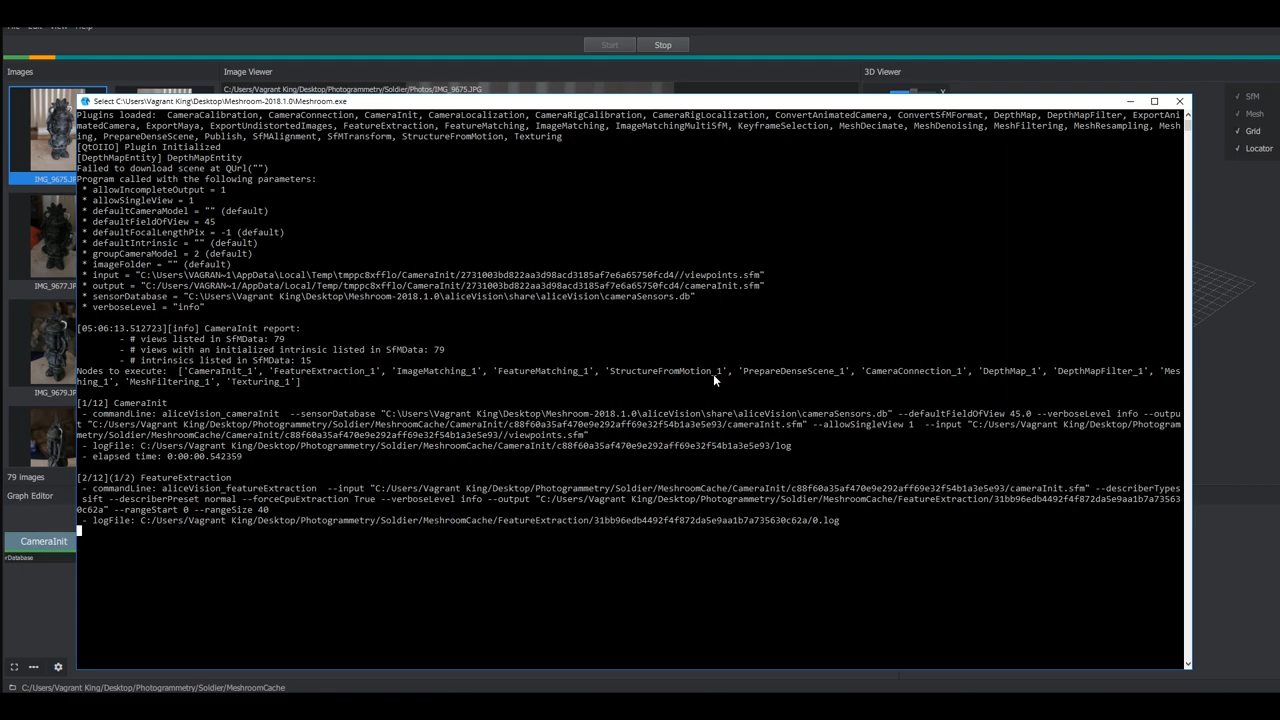 Start
Stop
Images
Image Viewer
3D Viewer
C:/Users/Vagrant King/Desktop/Photogrammetry/Soldier/Photos/IMG_9675.JPG
Select C:\Users\Vagrant King\Desktop\Meshroom-2018.1.0\Meshroom.exe
Plugins loaded:  CameraCalibration, CameraConnection, CameraInit, CameraLocalization, CameraRigCalibration, CameraRigLocalization, ConvertAnimatedCamera, ConvertSfMFormat, DepthMap, DepthMapFilter, ExportAni
matedCamera, ExportMaya, ExportUndistortedImages, FeatureExtraction, FeatureMatching, ImageMatching, ImageMatchingMultiSfM, KeyframeSelection, MeshDecimate, MeshDenoising, MeshFiltering, MeshResampling, Mesh
ing, PrepareDenseScene, Publish, SfMAlignment, SfMTransform, StructureFromMotion, Texturing
[QtOIIO] Plugin Initialized
[DepthMapEntity] DepthMapEntity
Failed to download scene at QUrl("")
Program called with the following parameters:
* allowIncompleteOutput = 1
* allowSingleView = 1
* defaultCameraModel = "" (default)
* defaultFieldOfView = 45
* defaultFocalLengthPix = -1 (default)
* defaultIntrinsic = "" (default)
* groupCameraModel = 2 (default)
* imageFolder = "" (default)
* input = "C:\Users\VAGRAN~1\AppData\Local\Temp\tmppc8xfflo/CameraInit/2731003bd822aa3d98acd3185af7e6a65750fcd4//viewpoints.sfm"
* output = "C:/Users/VAGRAN~1/AppData/Local/Temp/tmppc8xfflo/CameraInit/2731003bd822aa3d98acd3185af7e6a65750fcd4/cameraInit.sfm"
* sensorDatabase = "C:\Users\Vagrant King\Desktop\Meshroom-2018.1.0\aliceVision\share\aliceVision\cameraSensors.db"
* verboseLevel = "info"
[05:06:13.512723][info] CameraInit report:
- # views listed in SfMData: 79
- # views with an initialized intrinsic listed in SfMData: 79
- # intrinsics listed in SfMData: 15
Nodes to execute:  ['CameraInit_1', 'FeatureExtraction_1', 'ImageMatching_1', 'FeatureMatching_1', 'StructureFromMotion_1', 'PrepareDenseScene_1', 'CameraConnection_1', 'DepthMap_1', 'DepthMapFilter_1', 'Mes
hing_1', 'MeshFiltering_1', 'Texturing_1']
[1/12] CameraInit
- commandLine: aliceVision_cameraInit  --sensorDatabase "C:\Users\Vagrant King\Desktop\Meshroom-2018.1.0\aliceVision\share\aliceVision\cameraSensors.db" --defaultFieldOfView 45.0 --verboseLevel info --outpu
t "C:/Users/Vagrant King/Desktop/Photogrammetry/Soldier/MeshroomCache/CameraInit/c88f60a35af470e9e292aff69e32f54b1a3e5e93/cameraInit.sfm" --allowSingleView 1  --input "C:/Users/Vagrant King/Desktop/Photogram
metry/Soldier/MeshroomCache/CameraInit/c88f60a35af470e9e292aff69e32f54b1a3e5e93//viewpoints.sfm"
- logFile: C:/Users/Vagrant King/Desktop/Photogrammetry/Soldier/MeshroomCache/CameraInit/c88f60a35af470e9e292aff69e32f54b1a3e5e93/log
- elapsed time: 0:00:00.542359
[2/12](1/2) FeatureExtraction
- commandLine: aliceVision_featureExtraction  --input "C:/Users/Vagrant King/Desktop/Photogrammetry/Soldier/MeshroomCache/CameraInit/c88f60a35af470e9e292aff69e32f54b1a3e5e93/cameraInit.sfm" --describerTypes
sift --describerPreset normal --forceCpuExtraction True --verboseLevel info --output "C:/Users/Vagrant King/Desktop/Photogrammetry/Soldier/MeshroomCache/FeatureExtraction/31bb96edb4492f4f872da5e9aa1b7a73563
0c62a" --rangeStart 0 --rangeSize 40
- logFile: C:/Users/Vagrant King/Desktop/Photogrammetry/Soldier/MeshroomCache/FeatureExtraction/31bb96edb4492f4f872da5e9aa1b7a735630c62a/0.log
SfM
Mesh
Grid
Locator
IMG_9675.JP
IMG_9677.JP
IMG_9679.JP
79 images
Graph Editor
CameraInit
rDatabase
C:/Users/Vagrant King/Desktop/Photogrammetry/Soldier/MeshroomCache